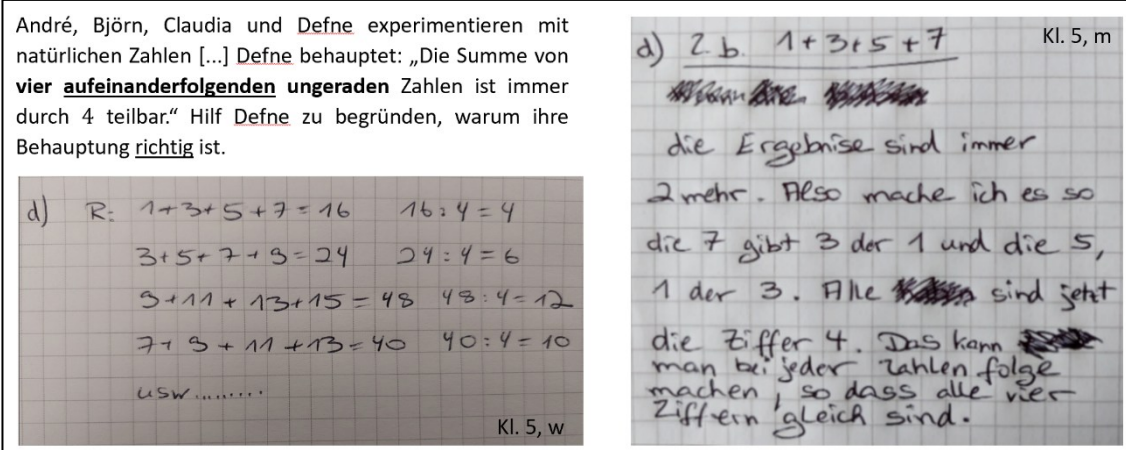 André, Björn, Claudia und Defne experimentieren mit
natürlichen Zahlen [...] Defne behauptet: „Die Summe von
vier aufeinanderfolgenden ungeraden Zahlen ist immer
durch 4 teilbar.“ Hilf Defne zu begründen, warum ihre
Behauptung richtig ist.
d) R: 1+3+5+7=16 16:4=4
3+5+7+9=24 24:4=6
9+11+13+15=48 48:4=12
7+9+11+13=40 40:4=10
usw.........
Kl. 5, w
d) z.b. 1+3+5+7
Kl. 5, m
die Ergebnise sind immer
2 mehr. Also mache ich es so
die 7 gibt 3 der 1 und die 5,
1 der 3. Alle sind jetzt
die Ziffer 4. Das kann
man bei jeder Zahlenfolge
machen, so dass alle vier
Ziffern gleich sind.